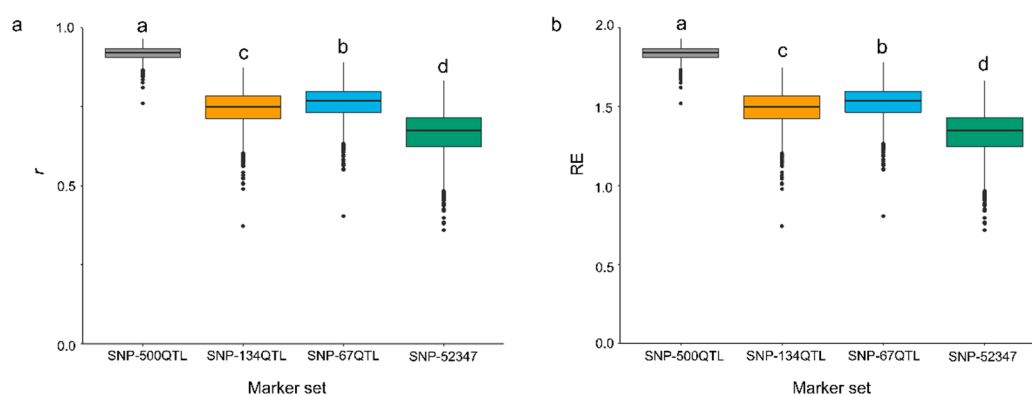 a
1.0
0.5
0.0
r
a
c
b
d
SNP-500QTL SNP-134QTL SNP-67QTL SNP-52347
Marker set
b
2.0
1.5
1.0
0.5
0.0
RE
a
c
b
d
SNP-500QTL SNP-134QTL SNP-67QTL SNP-52347
Marker set